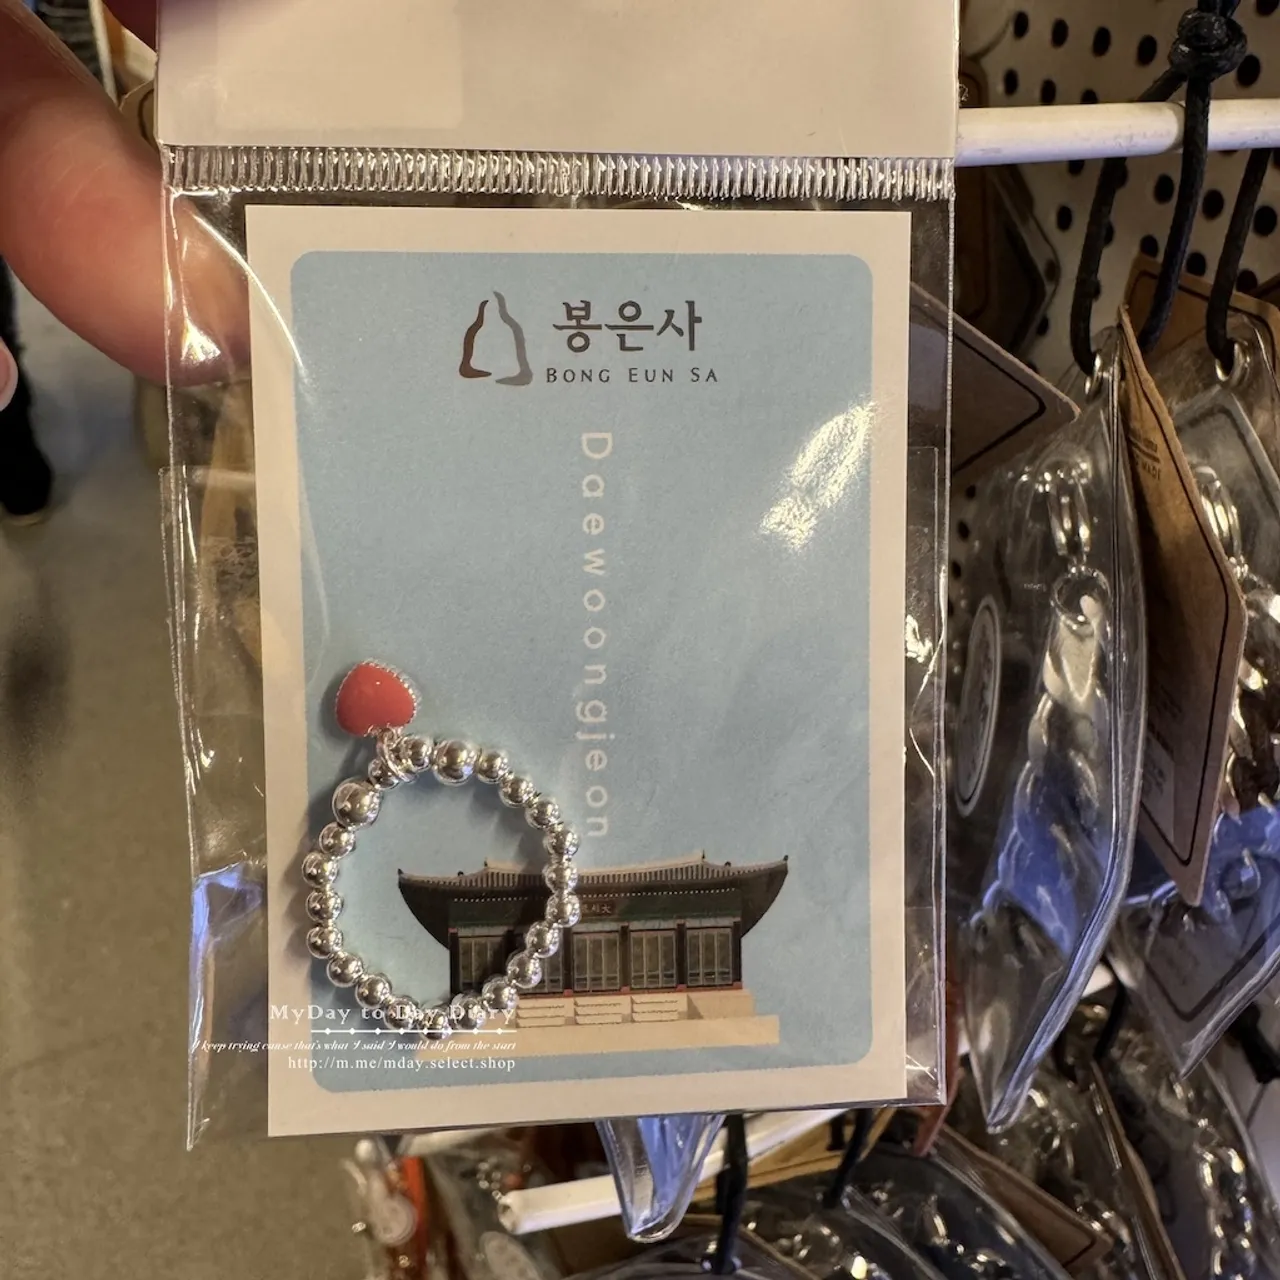 봉은사
BONG EUN SA
Daewoongjeon
MyDay to Day Diary
I keep trying cause that's what I said I would do from the start
http://m.me/mday.select.shop